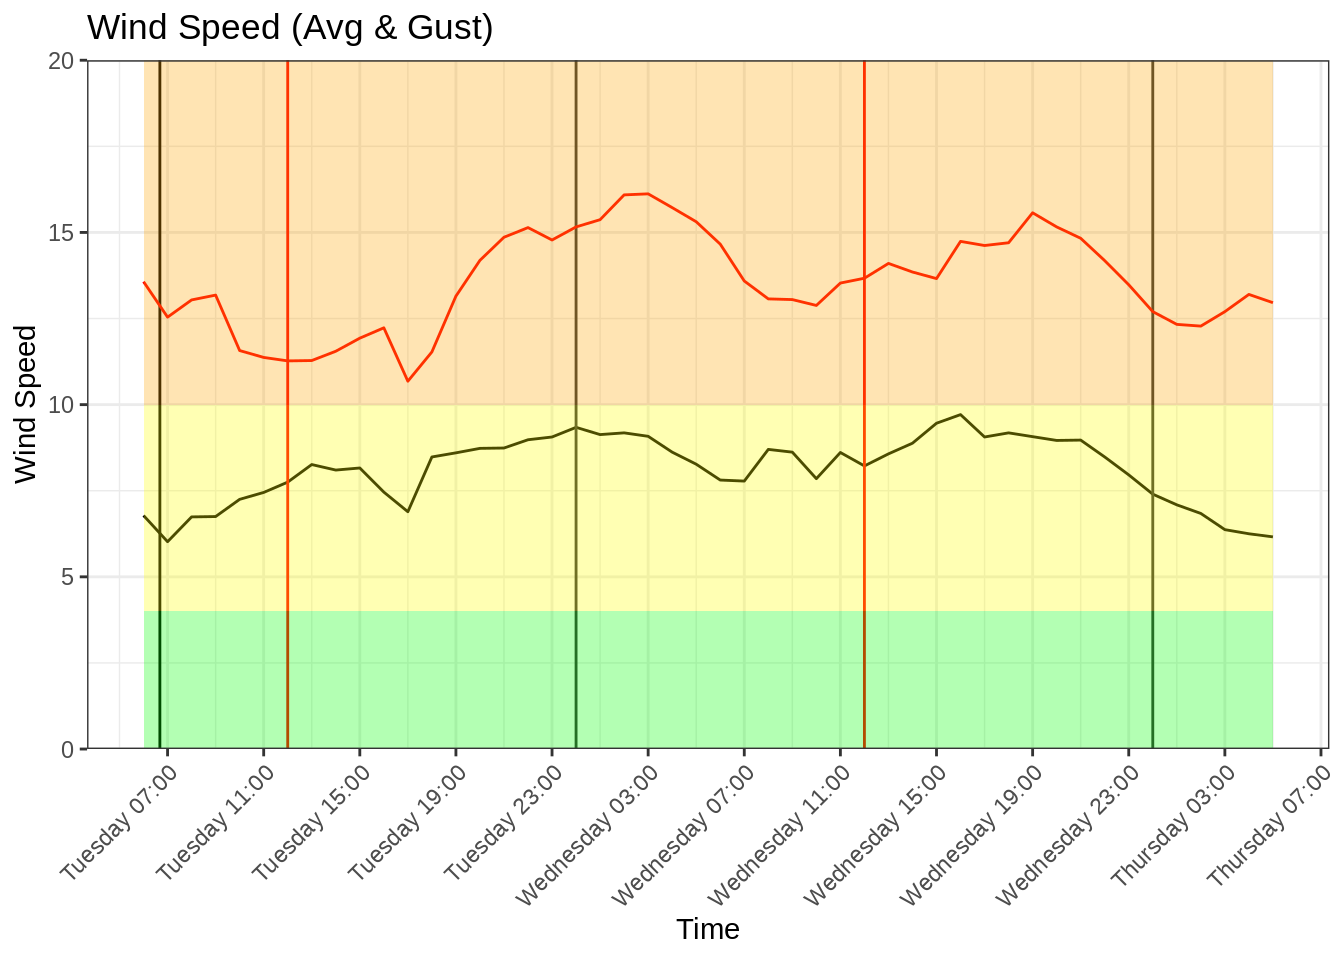 Wind Speed (Avg & Gust)
20
15
10
5
0
Wind Speed
Tuesday 07:00
Tuesday 11:00
Tuesday 15:00
Tuesday 19:00
Tuesday 23:00
Wednesday 03:00
Wednesday 07:00
Wednesday 11:00
Wednesday 15:00
Wednesday 19:00
Wednesday 23:00
Thursday 03:00
Thursday 07:00
Time